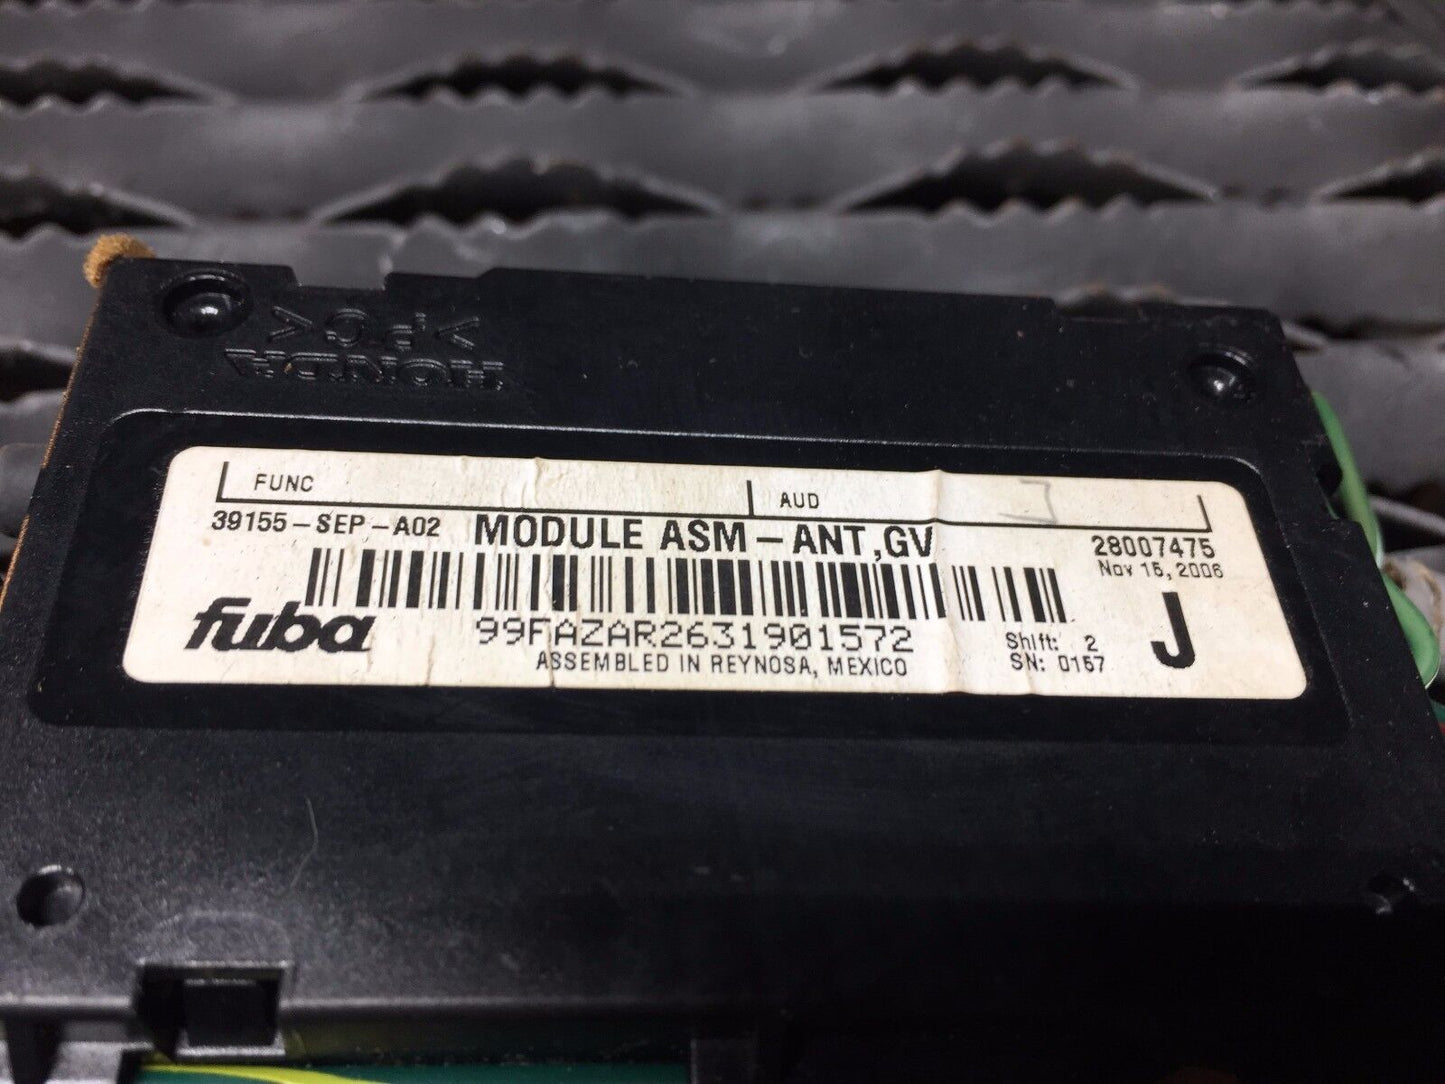 >PC<
HONDA
FUNC
AUD
39155-SEP-A02 MODULE ASM-ANT,GV
28007475
Nov 15, 2006
fuba
99FAZAR2631901572
Shift: 2
J
ASSEMBLED IN REYNOSA, MEXICO
SN: 0157